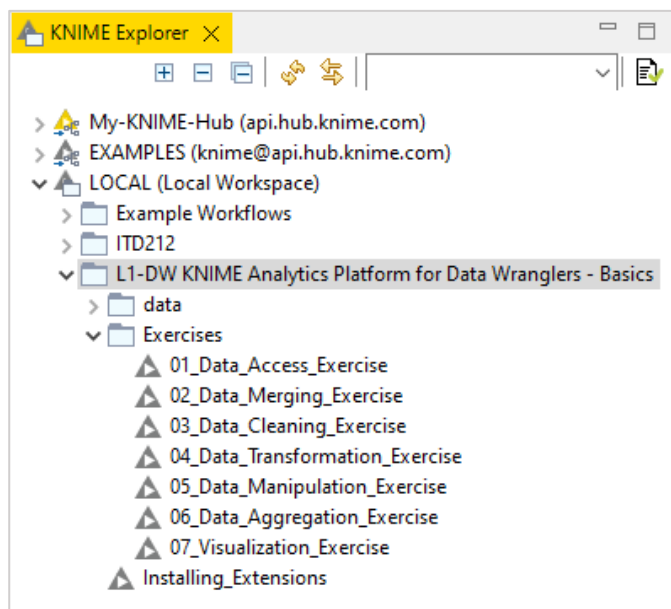 KNIME Explorer
My-KNIME-Hub (api.hub.knime.com)
EXAMPLES (knime@api.hub.knime.com)
LOCAL (Local Workspace)
Example Workflows
ITD212
L1-DW KNIME Analytics Platform for Data Wranglers - Basics
data
Exercises
01_Data_Access_Exercise
02_Data_Merging_Exercise
03_Data_Cleaning_Exercise
04_Data_Transformation_Exercise
05_Data_Manipulation_Exercise
06_Data_Aggregation_Exercise
07_Visualization_Exercise
Installing_Extensions